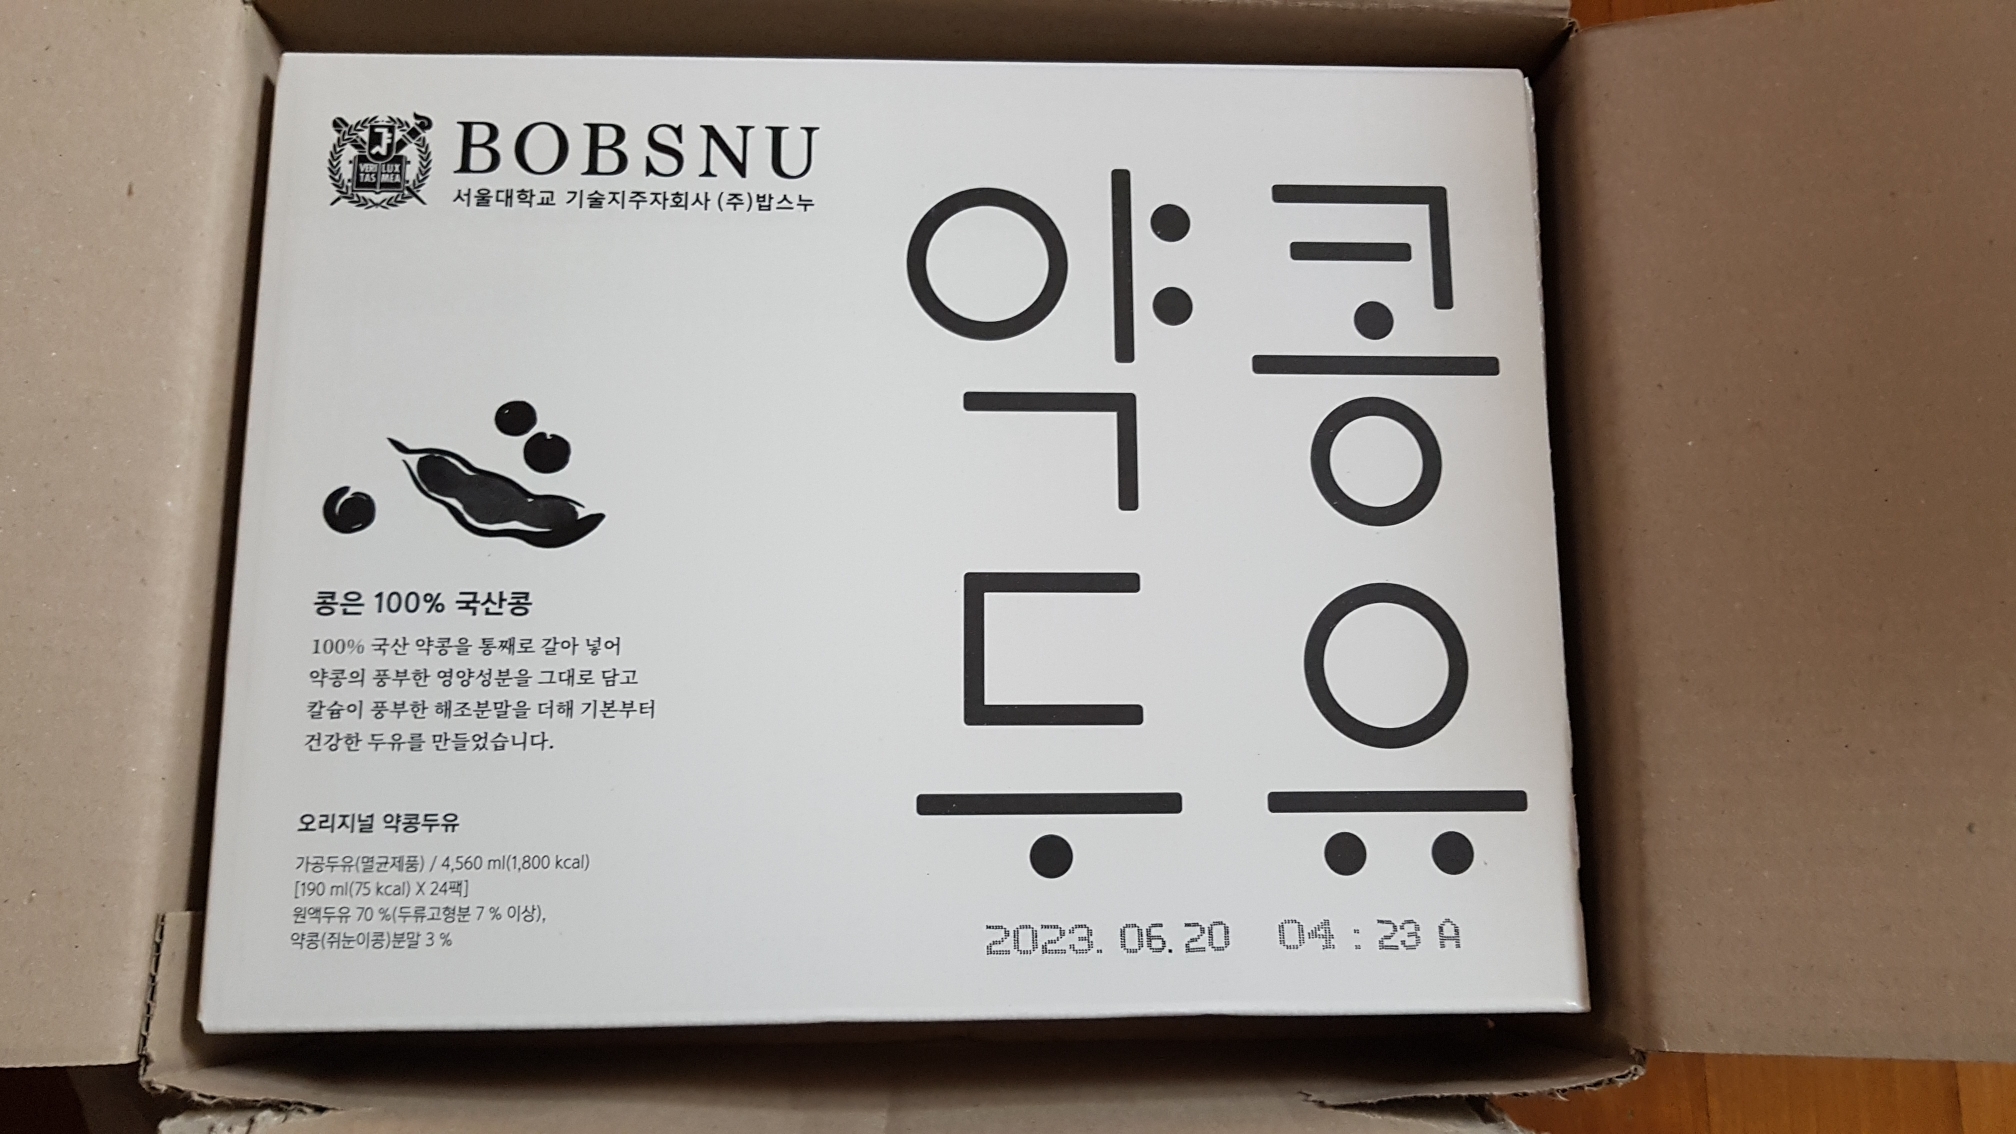 VERI LUX
TAS MEA
BOBSNU
서울대학교 기술지주자회사 (주)밥스누
약콩
두유
콩은 100% 국산콩
100% 국산 약콩을 통째로 갈아 넣어
약콩의 풍부한 영양성분을 그대로 담고
칼슘이 풍부한 해조분말을 더해 기본부터
건강한 두유를 만들었습니다.
오리지널 약콩두유
가공두유(멸균제품) / 4,560 ml(1,800 kcal)
[190 ml(75 kcal) X 24팩]
원액두유 70 %(두류고형분 7 % 이상),
약콩(쥐눈이콩)분말 3 %
2023. 06. 20 04 : 23 A